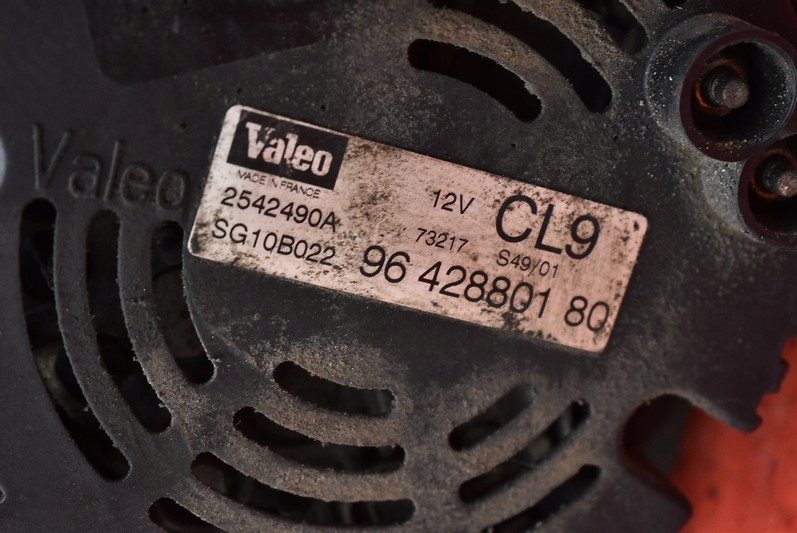 Valeo
Valeo
MADE IN FRANCE
2542490A
SG10B022
12V
CL9
73217
S49/01
96 428801 80